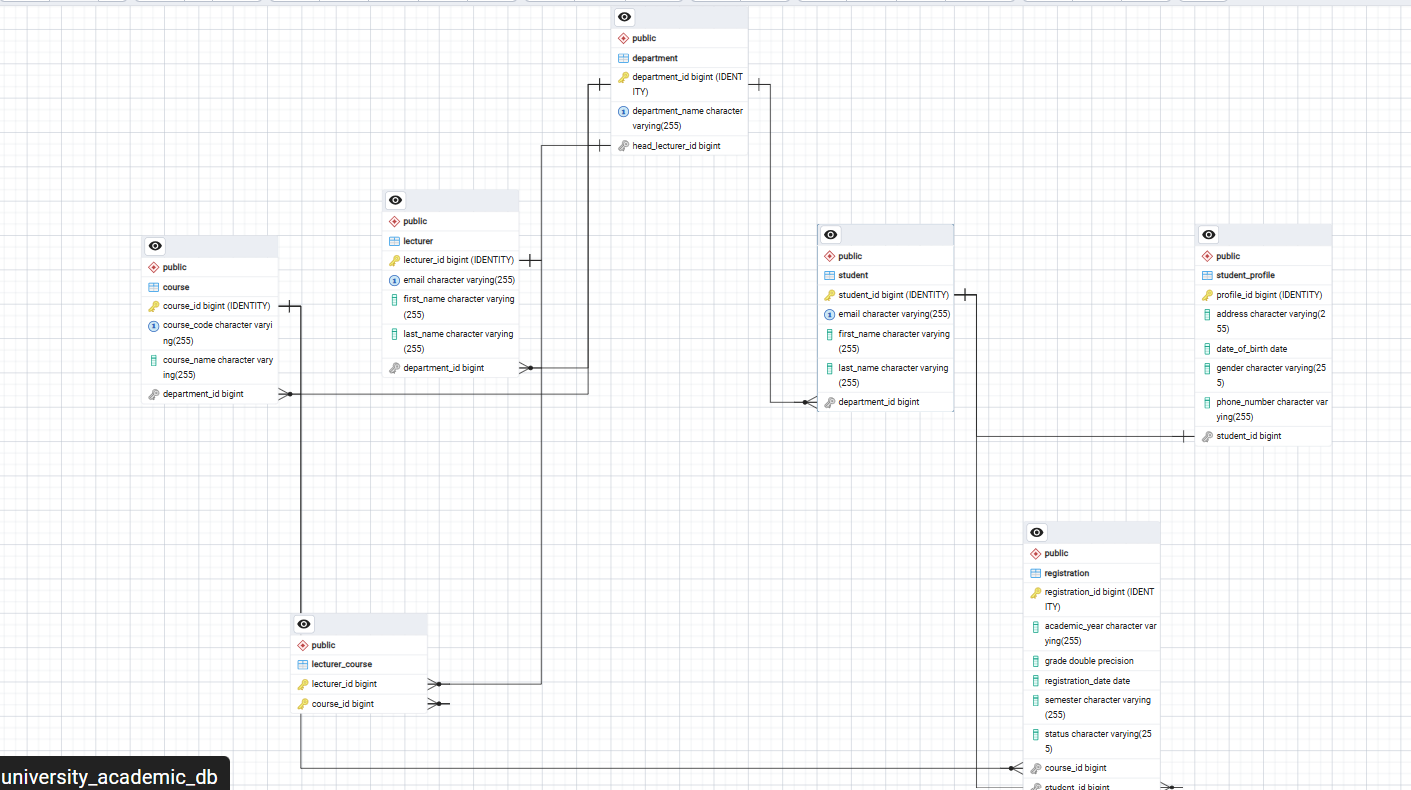 public
department
department_id bigint (IDENT
ITY)
department_name character
varying(255)
head_lecturer_id bigint
public
lecturer
lecturer_id bigint (IDENTITY)
email character varying(255)
first_name character varying
(255)
last_name character varying
(255)
department_id bigint
public
course
course_id bigint (IDENTITY)
course_code character varyi
ng(255)
course_name character vary
ing(255)
department_id bigint
public
student
student_id bigint (IDENTITY)
email character varying(255)
first_name character varying
(255)
last_name character varying
(255)
department_id bigint
public
student_profile
profile_id bigint (IDENTITY)
address character varying(2
55)
date_of_birth date
gender character varying(25
5)
phone_number character var
ying(255)
student_id bigint
public
lecturer_course
lecturer_id bigint
course_id bigint
public
registration
registration_id bigint (IDENT
ITY)
academic_year character var
ying(255)
grade double precision
registration_date date
semester character varying
(255)
status character varying(25
5)
course_id bigint
student_id bigint
university_academic_db